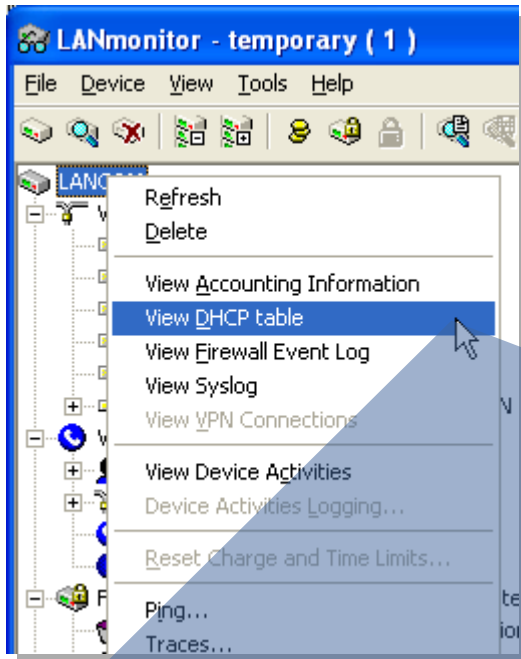 LANmonitor - temporary ( 1 )
File Device View Tools Help
Refresh
Delete
View Accounting Information
View DHCP table
View Firewall Event Log
View Syslog
View VPN Connections
View Device Activities
Device Activities Logging...
Reset Charge and Time Limits...
Ping...
Traces...